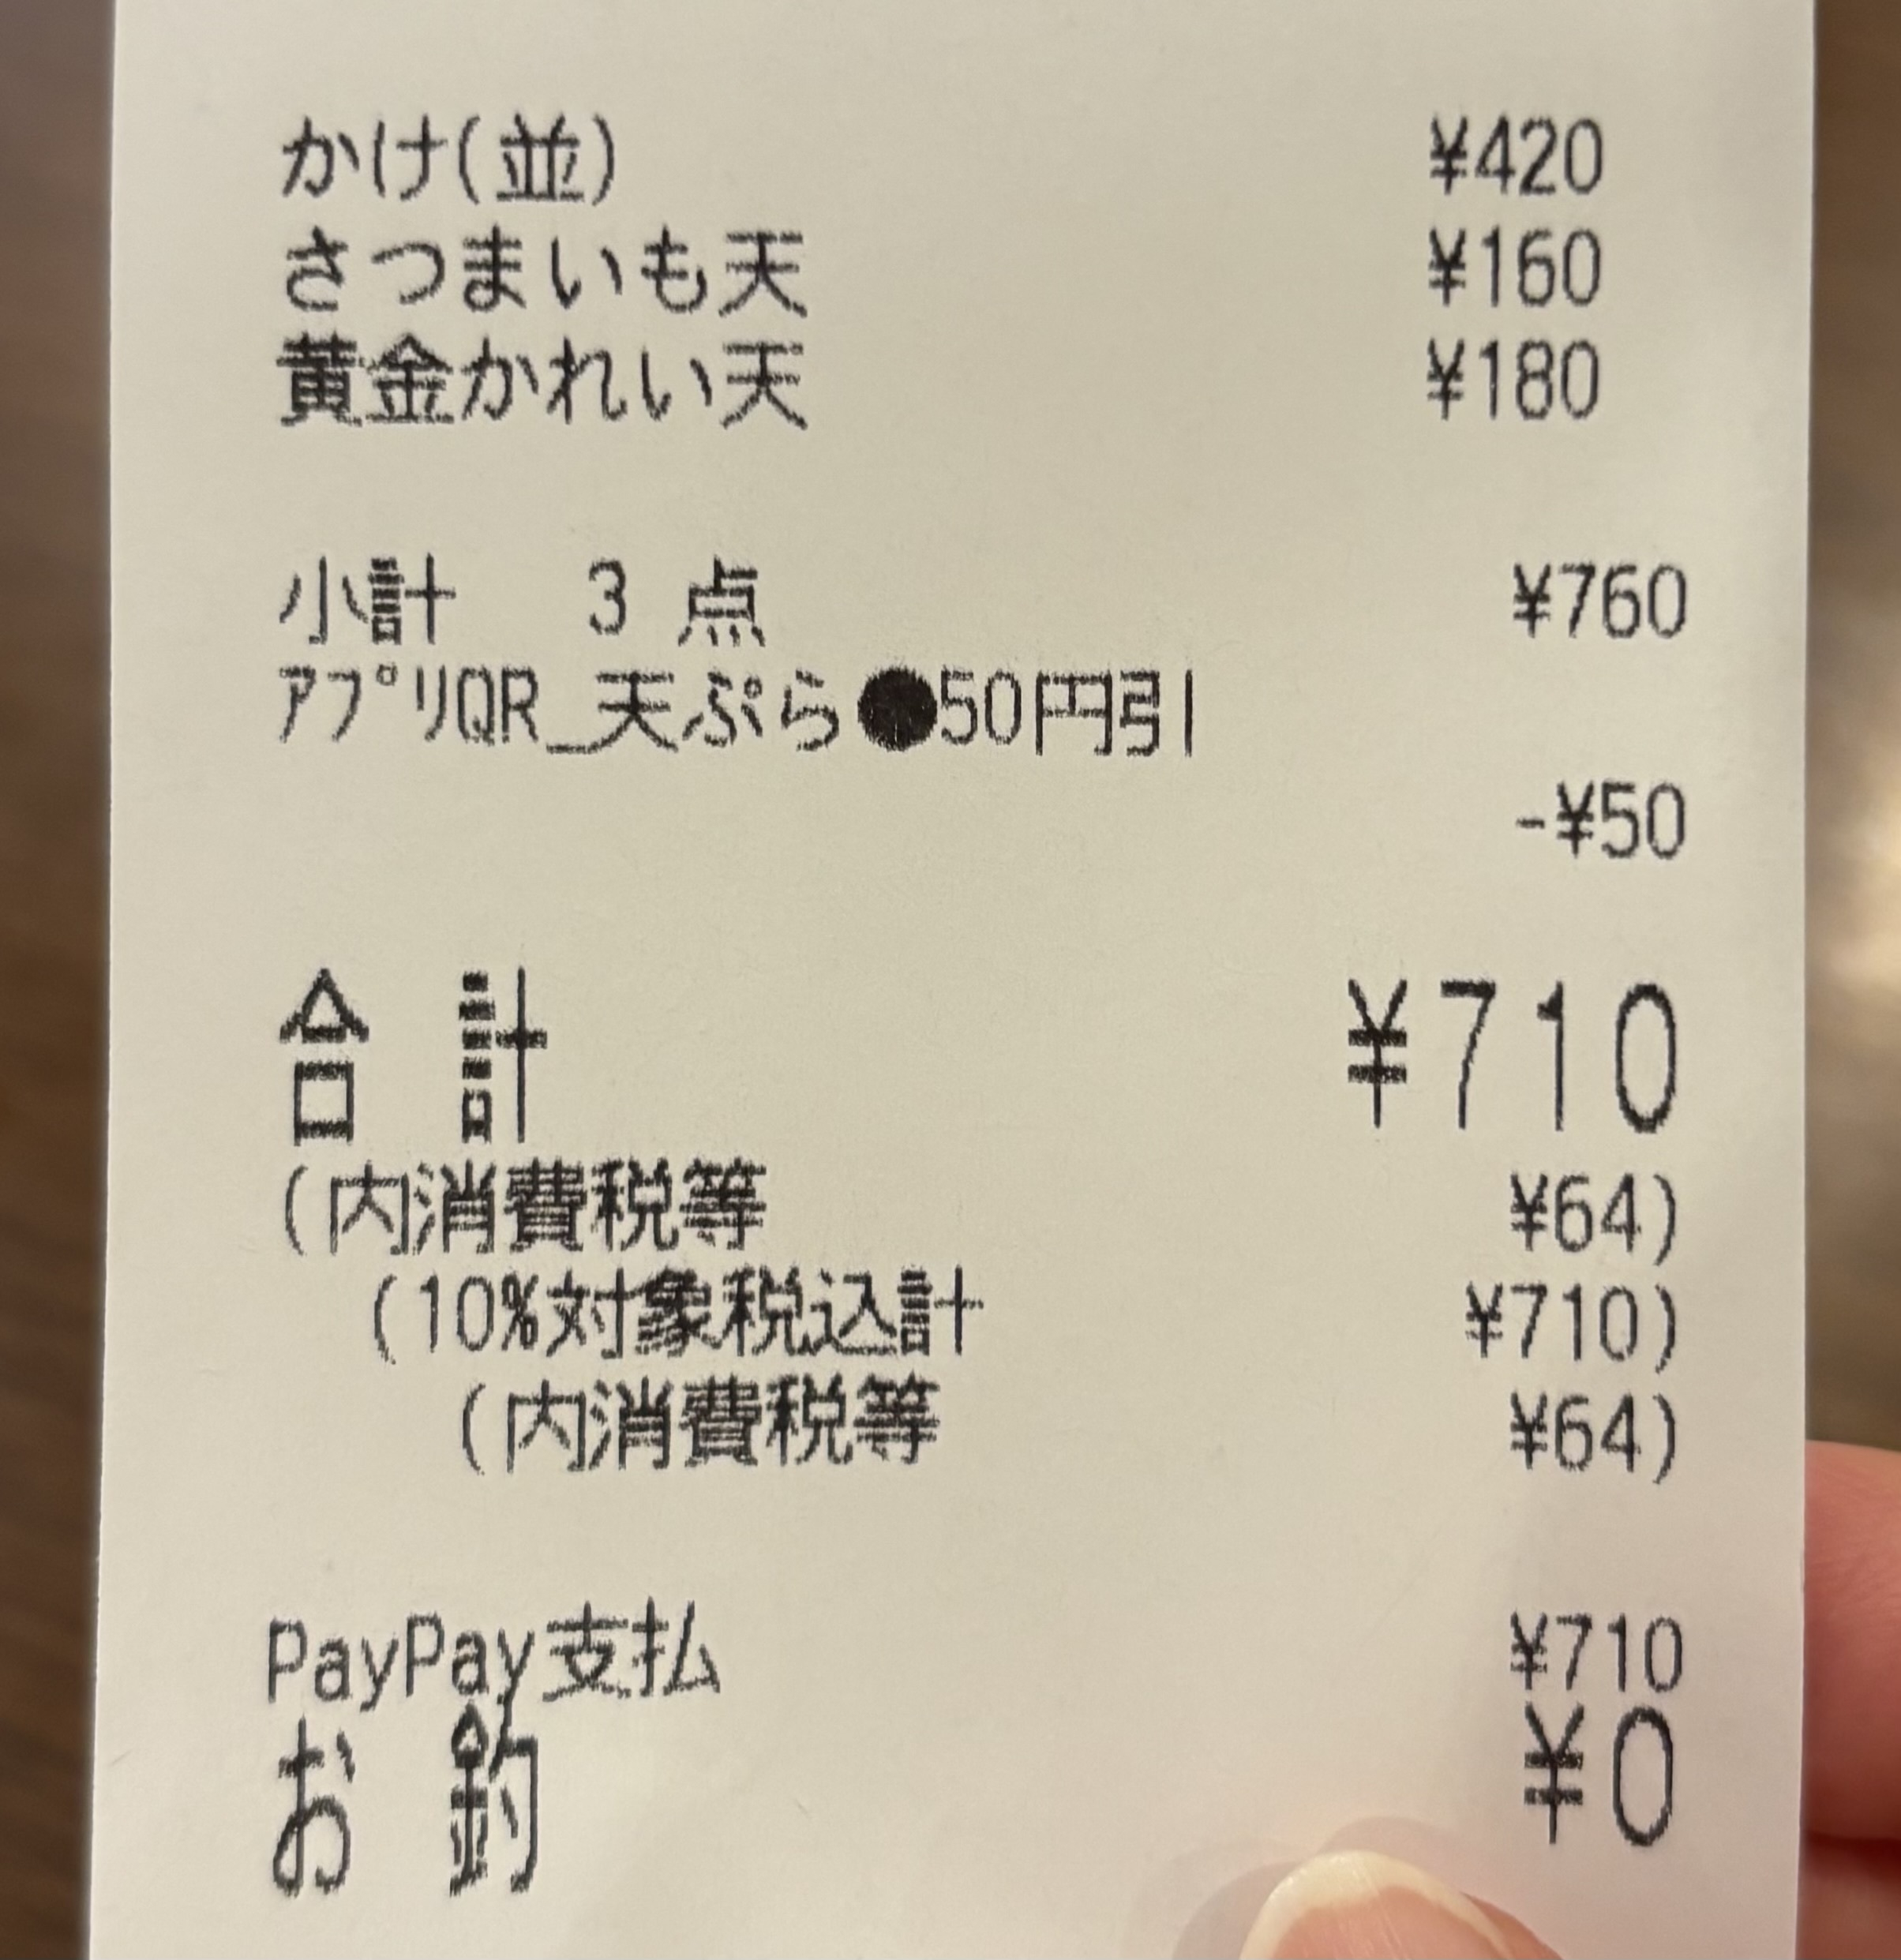 かけ(並) ¥420
さつまいも天 ¥160
黄金かれい天 ¥180
小計 3 点 ¥760
ｱﾌﾟﾘQR_天ぷら●50円引
-¥50
合 計 ¥710
(内消費税等 ¥64)
(10%対象税込計 ¥710)
(内消費税等 ¥64)
PayPay支払 ¥710
お 釣 ¥0